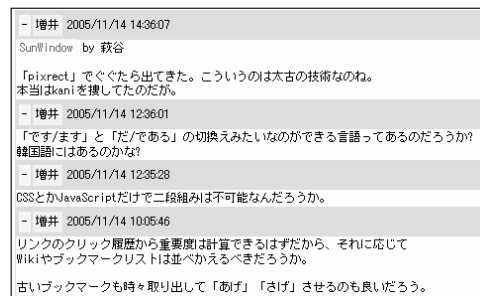 - 増井 2005/11/14 14:36:07
SunWindow by 萩谷
「pixrect」でぐぐたら出てきた。こういうのは太古の技術なのね。
本当はkaniを捜してたのだが。
- 増井 2005/11/14 12:36:01
「です/ます」と「だ/である」の切換えみたいなのができる言語ってあるのだろうか?
韓国語にはあるのかな?
- 増井 2005/11/14 12:35:28
CSSとかJavaScriptだけで二段組みは不可能なんだろうか。
- 増井 2005/11/14 10:05:46
リンクのクリック履歴から重要度は計算できるはずだから、それに応じて
Wikiやブックマークリストは並べかえるべきだろうか。
古いブックマークも時々取り出して「あげ」「さげ」させるのも良いだろう。